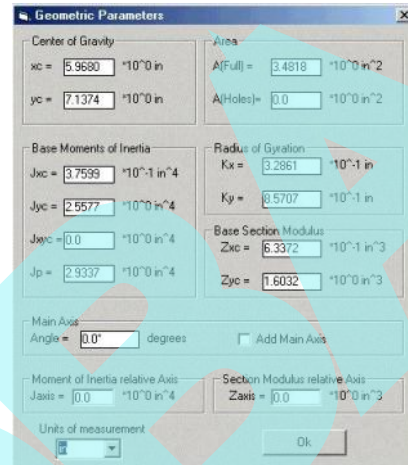 Geometric Parameters
Center of Gravity
xc = 5.9680 *10^0 in
yc = 7.1374 *10^0 in
Area
A(Full) = 3.4818 *10^0 in^2
A(Holes)= 0.0 *10^0 in^2
Base Moments of Inertia
Jxc = 3.7599 *10^-1 in^4
Jyc = 2.5577 *10^0 in^4
Jxyc = 0.0 *10^0 in^4
Jp = 2.9337 *10^0 in^4
Radius of Gyration
Kx = 3.2861 *10^-1 in
Ky = 8.5707 *10^-1 in
Base Section Modulus
Zxc = 6.3372 *10^-1 in^3
Zyc = 1.6032 *10^0 in^3
Main Axis
Angle = 0.0° degrees
Add Main Axis
Moment of Inertia relative Axis
Jaxis = 0.0 *10^0 in^4
Section Modulus relative Axis
Zaxis = 0.0 *10^0 in^3
Units of measurement
in
Ok